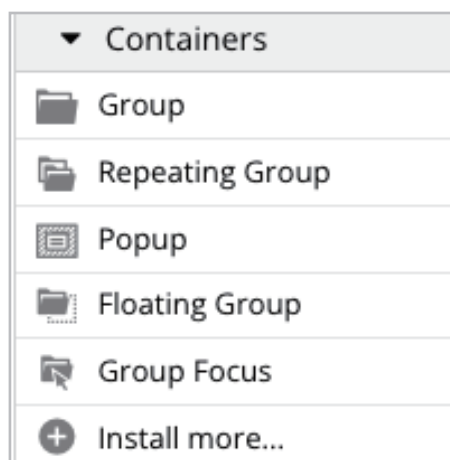 Containers
Group
Repeating Group
Popup
Floating Group
Group Focus
Install more...